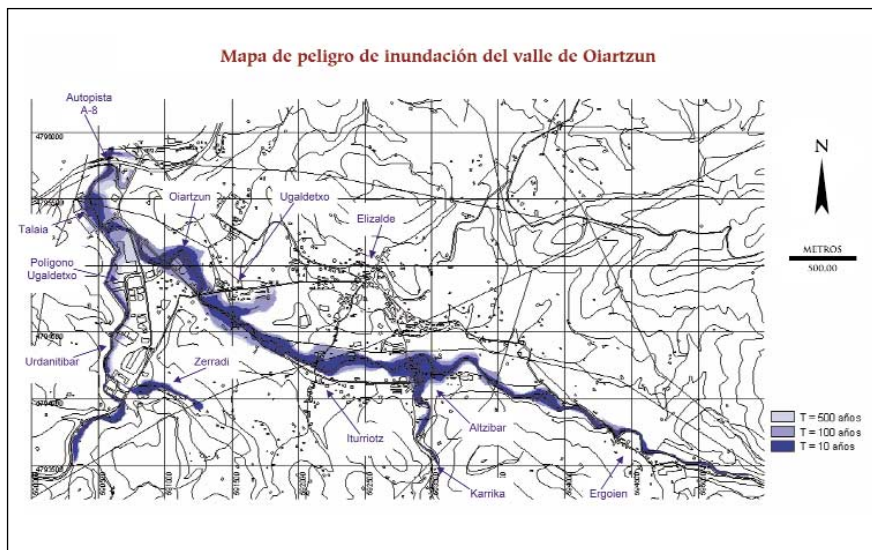 Mapa de peligro de inundación del valle de Oiartzun
Autopista
A-8
N
METROS
500,00
Oiartzun
Ugaldetxo
Elizalde
Talaia
Polígono
Ugaldetxo
Urdanitibar
Zerradi
Iturriotz
Altzibar
Karrika
Ergoien
T = 500 años
T = 100 años
T = 10 años
4796000